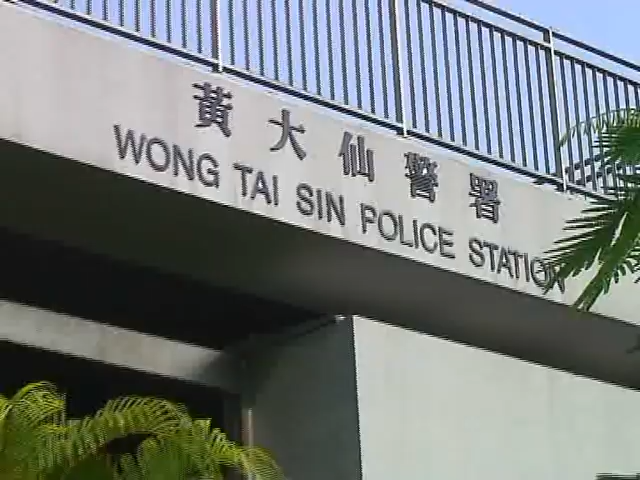 黃大仙警署
WONG TAI SIN POLICE STATION